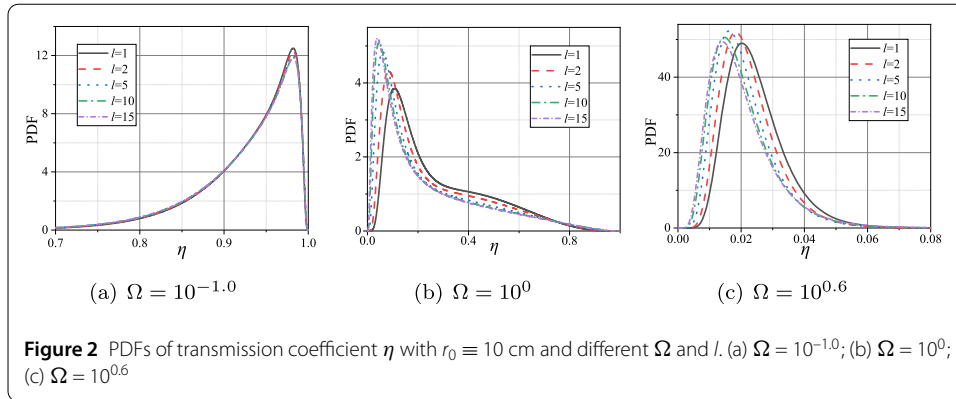 12
8
4
0
PDF
l=1
l=2
l=5
l=10
l=15
0.7 0.8 0.9 1.0
η
(a) Ω = 10^{−1.0}
4
2
0
PDF
l=1
l=2
l=5
l=10
l=15
0.0 0.4 0.8
η
(b) Ω = 10^{0}
40
20
0
PDF
l=1
l=2
l=5
l=10
l=15
0.00 0.02 0.04 0.06 0.08
η
(c) Ω = 10^{0.6}
Figure 2 PDFs of transmission coefficient η with r_0 ≡ 10 cm and different Ω and l. (a) Ω = 10^{−1.0}; (b) Ω = 10^{0};
(c) Ω = 10^{0.6}